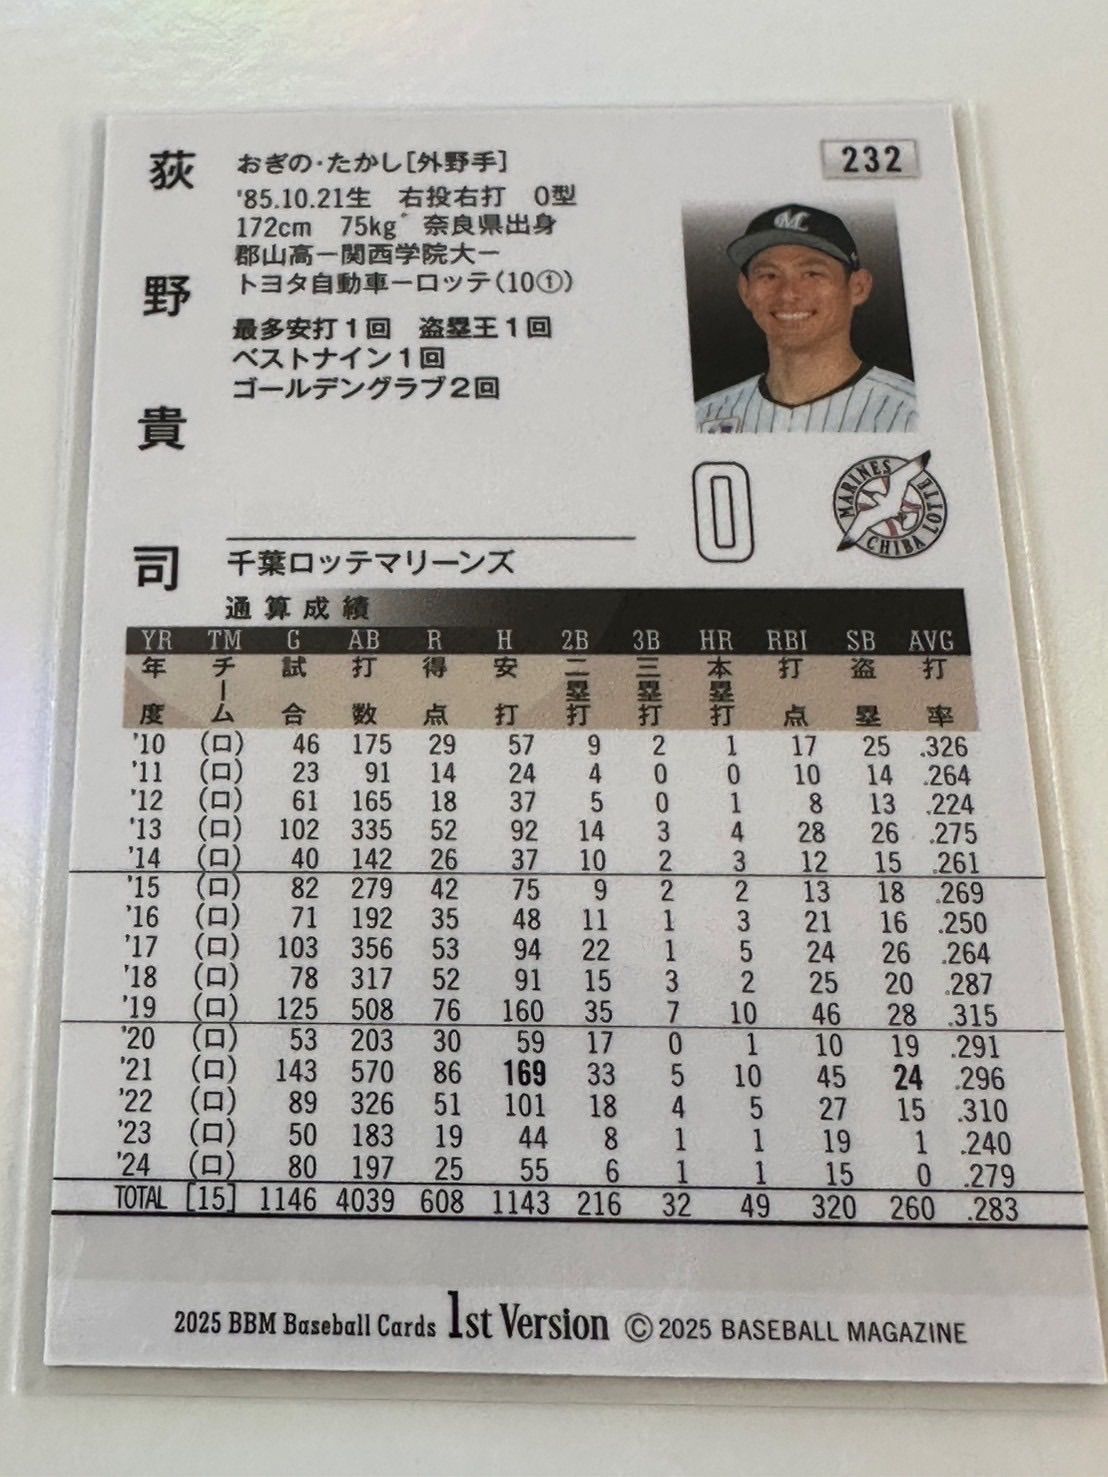 232
荻野貴司
おぎの・たかし[外野手]
'85.10.21生 右投右打 O型
172cm 75kg 奈良県出身
郡山高ー関西学院大ー
トヨタ自動車ーロッテ(10①)
最多安打1回 盗塁王1回
ベストナイン1回
ゴールデングラブ2回
0
MARINES
CHIBA LOTTE
千葉ロッテマリーンズ
通算成績
YR TM G AB R H 2B 3B HR RBI SB AVG
年度 チーム 試合 打数 得点 安打 二塁打 三塁打 本塁打 打点 盗塁 打率
'10 (ロ) 46 175 29 57 9 2 1 17 25 .326
'11 (ロ) 23 91 14 24 4 0 0 10 14 .264
'12 (ロ) 61 165 18 37 5 0 1 8 13 .224
'13 (ロ) 102 335 52 92 14 3 4 28 26 .275
'14 (ロ) 40 142 26 37 10 2 3 12 15 .261
'15 (ロ) 82 279 42 75 9 2 2 13 18 .269
'16 (ロ) 71 192 35 48 11 1 3 21 16 .250
'17 (ロ) 103 356 53 94 22 1 5 24 26 .264
'18 (ロ) 78 317 52 91 15 3 2 25 20 .287
'19 (ロ) 125 508 76 160 35 7 10 46 28 .315
'20 (ロ) 53 203 30 59 17 0 1 10 19 .291
'21 (ロ) 143 570 86 169 33 5 10 45 24 .296
'22 (ロ) 89 326 51 101 18 4 5 27 15 .310
'23 (ロ) 50 183 19 44 8 1 1 19 1 .240
'24 (ロ) 80 197 25 55 6 1 1 15 0 .279
TOTAL [15] 1146 4039 608 1143 216 32 49 320 260 .283
2025 BBM Baseball Cards 1st Version © 2025 BASEBALL MAGAZINE